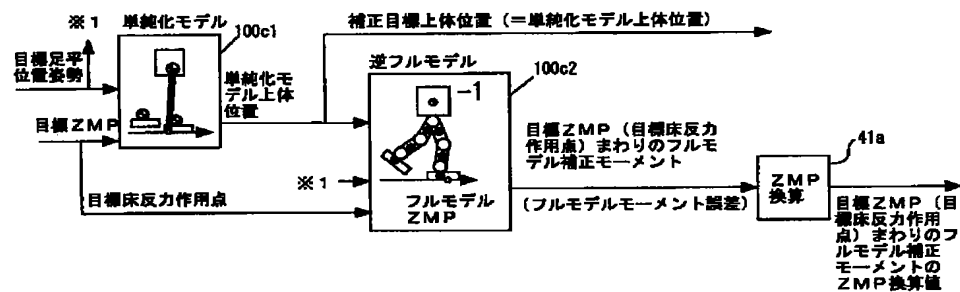 ※1
単純化モデル
100c1
補正目標上体位置(=単純化モデル上体位置)
目標足平
位置姿勢
単純化モ
デル上体
位置
逆フルモデル
100c2
-1
目標ZMP
目標ZMP(目標床反力
作用点)まわりのフルモ
デル補正モーメント
41a
※1
目標床反力作用点
フルモデル
ZMP
(フルモデルモーメント誤差)
ZMP
換算
目標ZMP(目
標床反力作用
点)まわりのフ
ルモデル補正
モーメントの
ZMP換算値